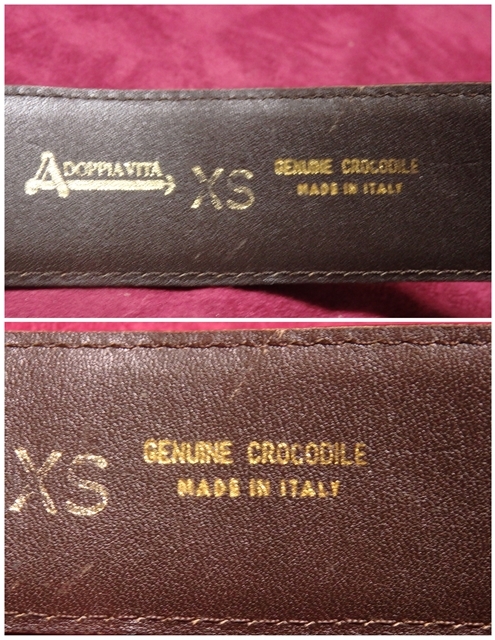 ADOPPIAVITA
XS
GENUINE CROCODILE
MADE IN ITALY
XS
GENUINE CROCODILE
MADE IN ITALY